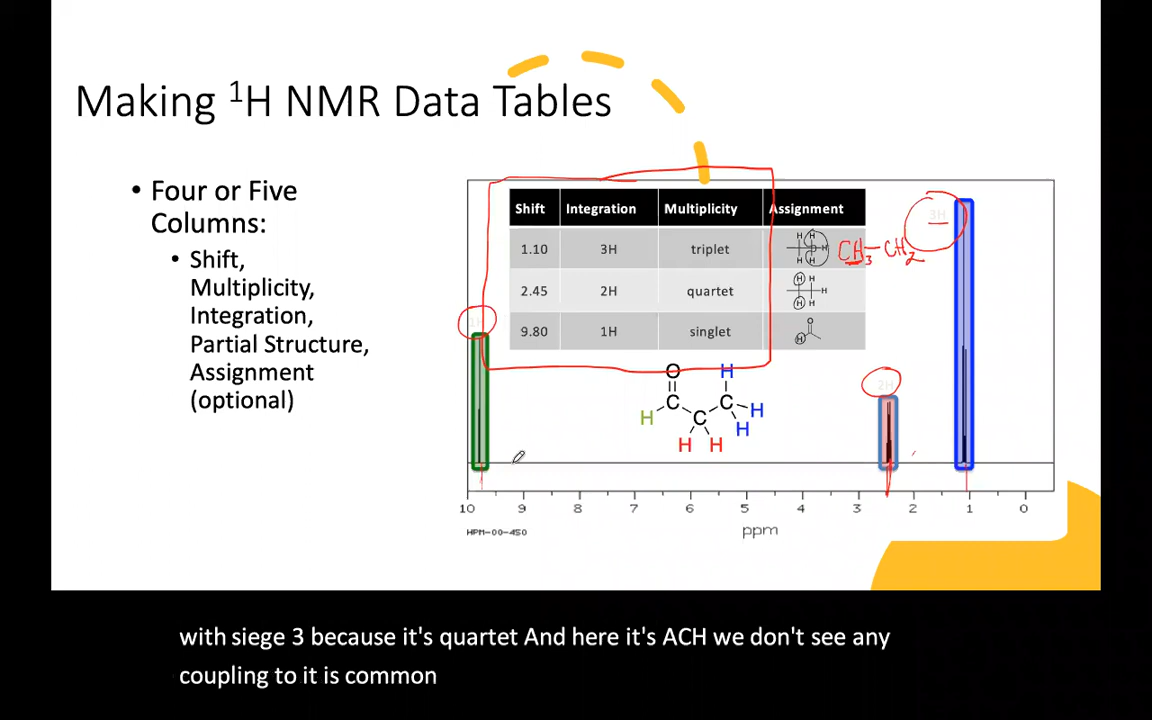 Making ¹H NMR Data Tables
• Four or Five
Columns:
• Shift,
Multiplicity,
Integration,
Partial Structure,
Assignment
(optional)
Shift Integration Multiplicity Assignment
1.10 3H triplet H H H H CH3-CH2
2.45 2H quartet H H H H H
9.80 1H singlet O H
3H
2H
O H
H C C H
C H
H H
10 9 8 7 6 5 4 3 2 1 0
HPM-00-450 ppm
with siege 3 because it's quartet And here it's ACH we don't see any
coupling to it is common